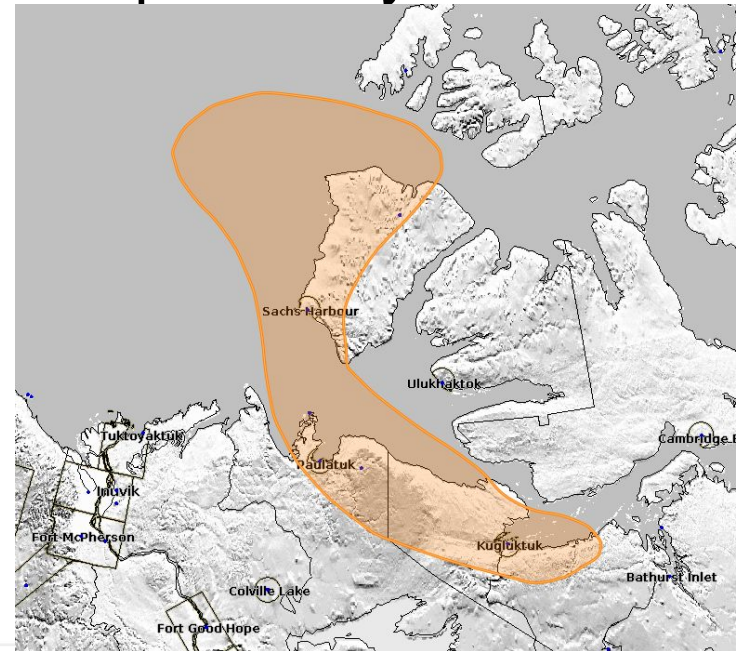 Sachs Harbour
Ulukhaktok
Tuktoyaktuk
Cambridge B
Paulatuk
Inuvik
Fort McPherson
Kugluktuk
Bathurst Inlet
Colville Lake
Fort Good Hope